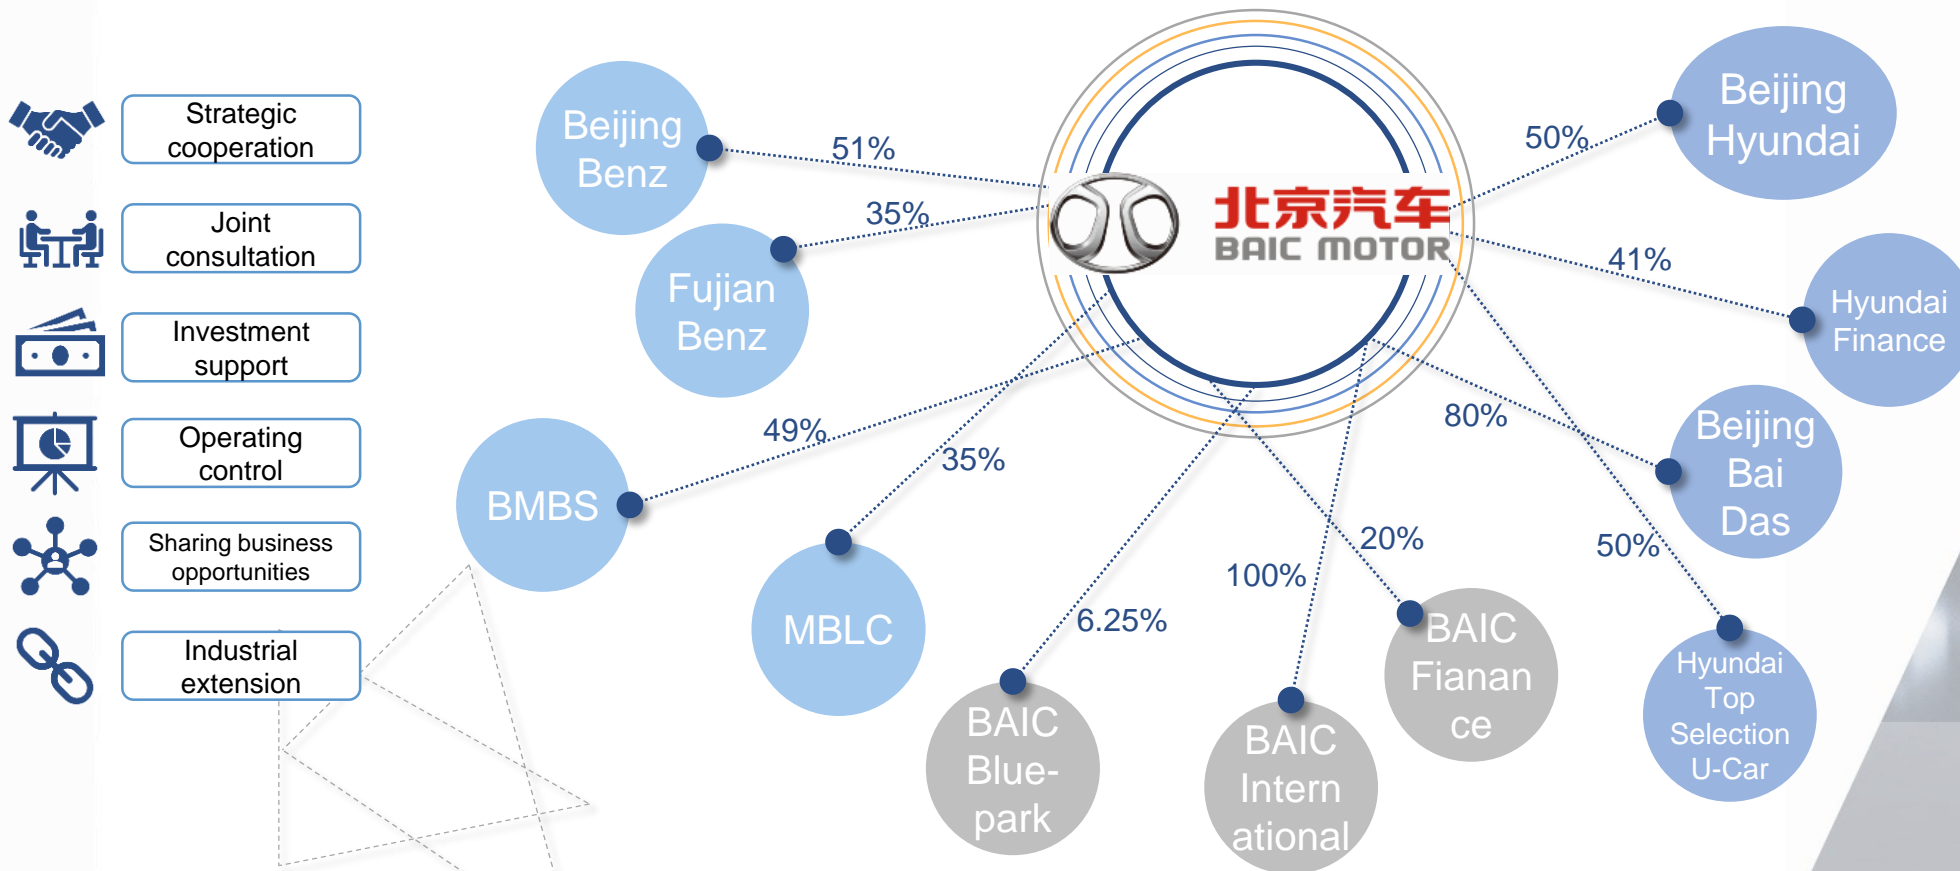 Strategic
cooperation
Joint
consultation
Investment
support
Operating
control
Sharing business
opportunities
Industrial
extension
Beijing
Benz
51%
Fujian
Benz
35%
BMBS
49%
MBLC
35%
北京汽车
BAIC MOTOR
BAIC
Blue-
park
6.25%
BAIC
Intern
ational
100%
BAIC
Fianan
ce
20%
50%
Beijing
Hyundai
41%
Hyundai
Finance
80%
Beijing
Bai
Das
50%
Hyundai
Top
Selection
U-Car